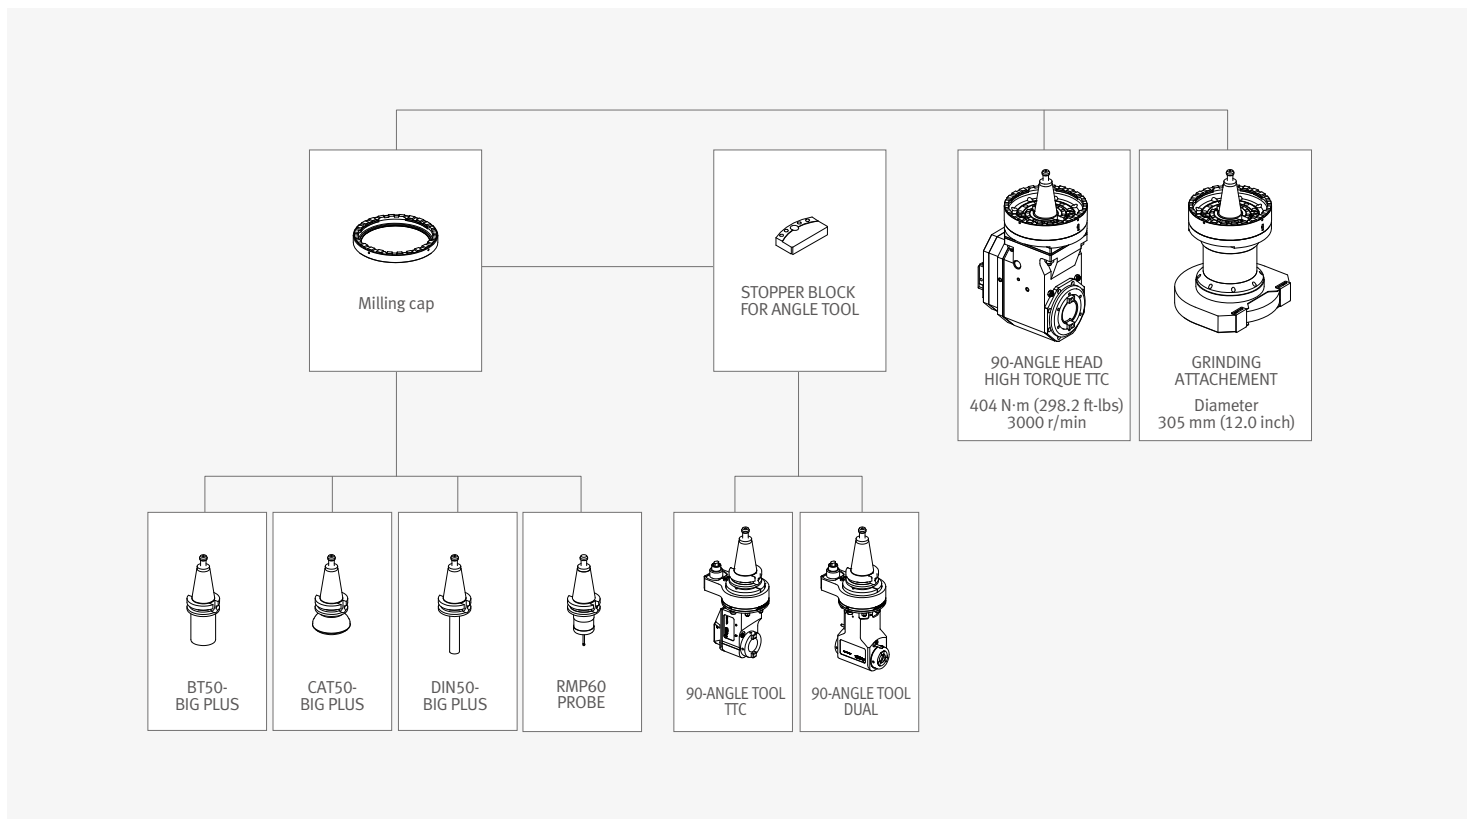 Milling cap
STOPPER BLOCK
FOR ANGLE TOOL
90-ANGLE HEAD
HIGH TORQUE TTC
404 N·m (298.2 ft-lbs)
3000 r/min
GRINDING
ATTACHEMENT
Diameter
305 mm (12.0 inch)
BT50-
BIG PLUS
CAT50-
BIG PLUS
DIN50-
BIG PLUS
RMP60
PROBE
90-ANGLE TOOL
TTC
90-ANGLE TOOL
DUAL